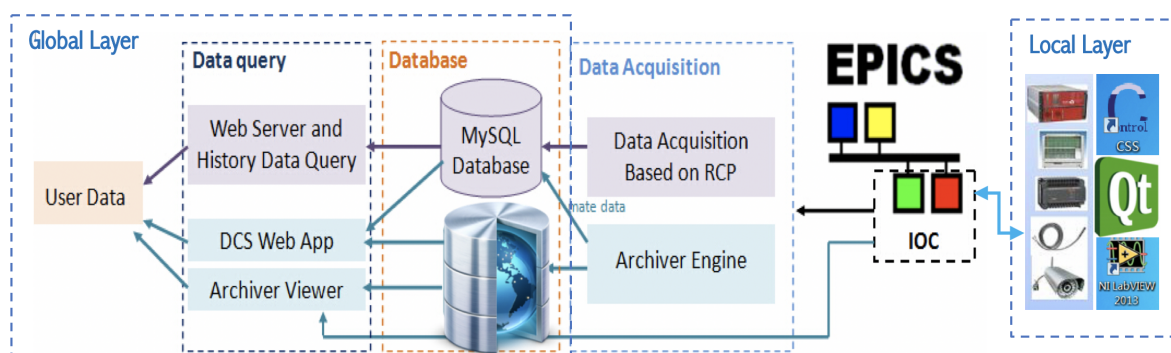 Global Layer
Data query
Database
Data Acquisition
EPICS
Local Layer
Web Server and
History Data Query
MySQL
Database
Data Acquisition
Based on RCP
User Data
mate data
DCS Web App
Archiver Engine
Archiver Viewer
IOC
ntrol
CSS
Qt
NI LabVIEW
2013